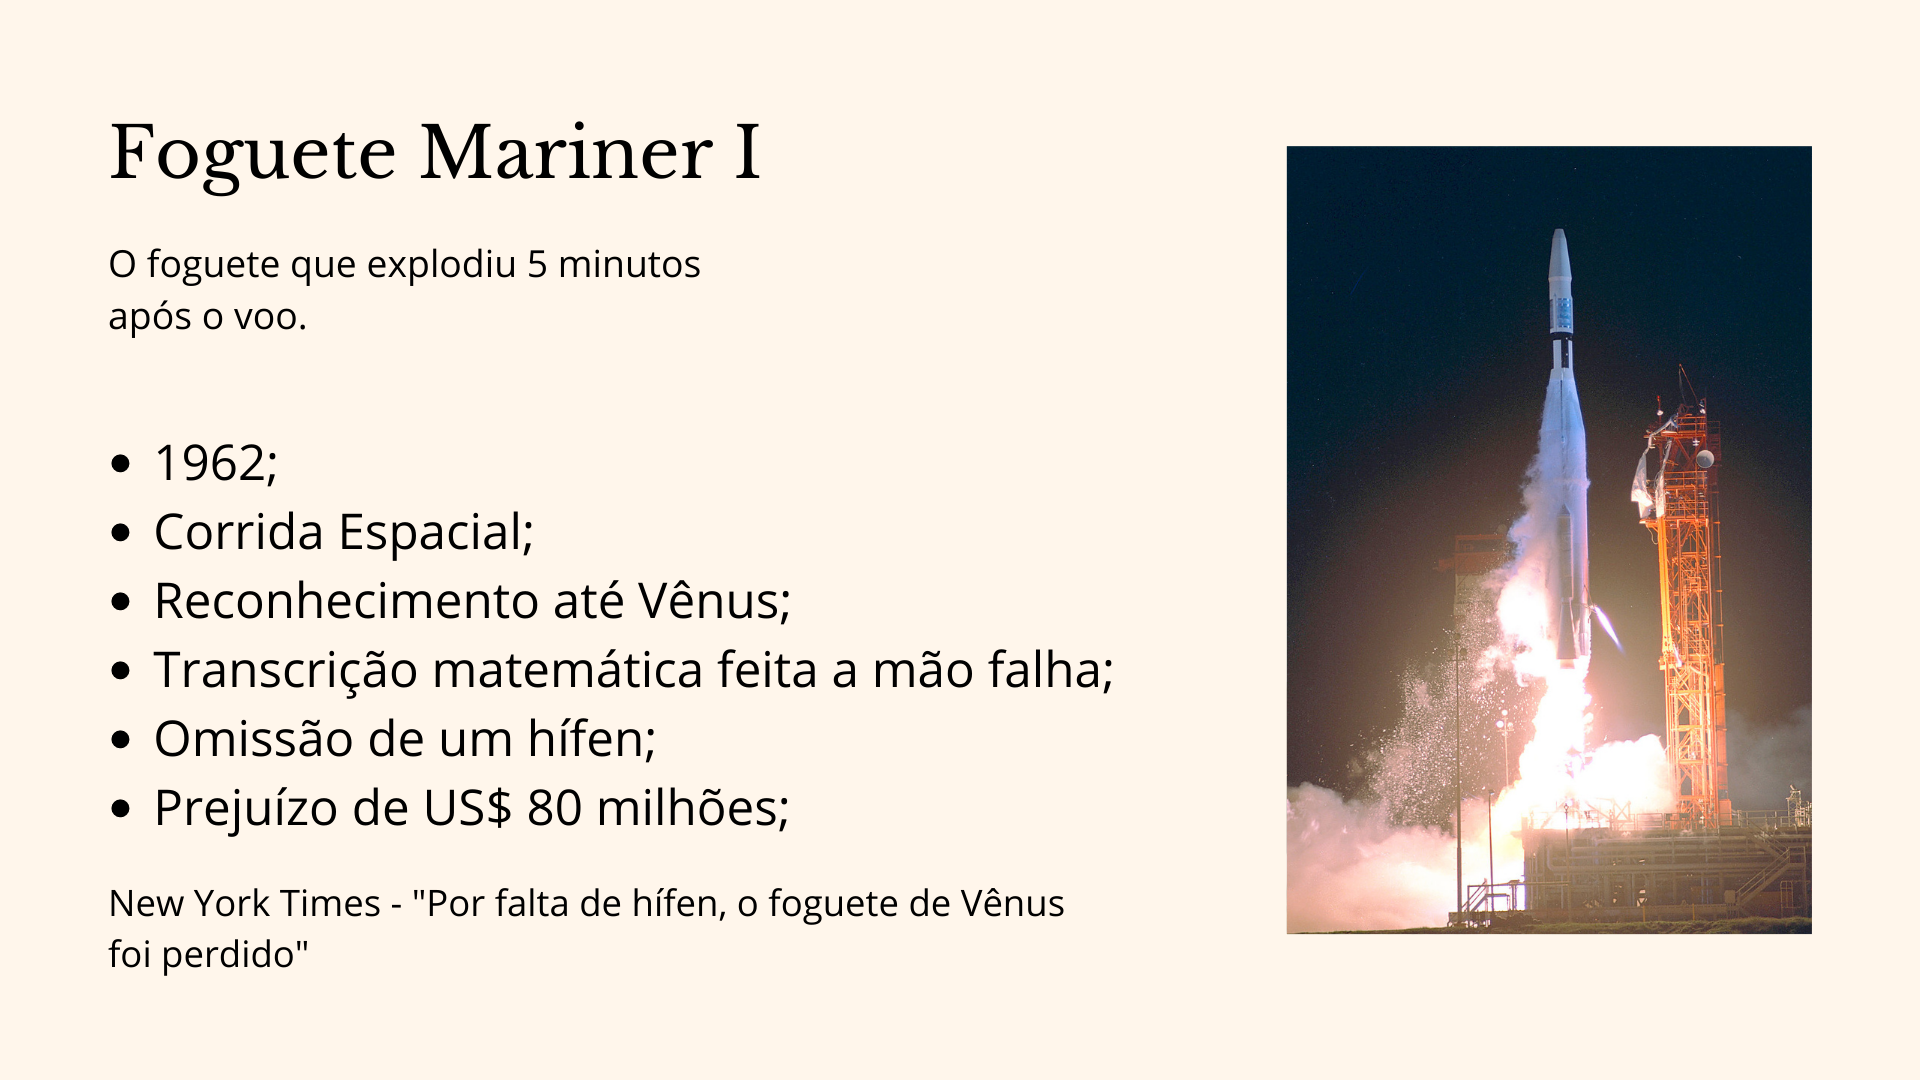 Foguete Mariner I
O foguete que explodiu 5 minutos
após o voo.
• 1962;
• Corrida Espacial;
• Reconhecimento até Vênus;
• Transcrição matemática feita a mão falha;
• Omissão de um hífen;
• Prejuízo de US$ 80 milhões;
New York Times - "Por falta de hífen, o foguete de Vênus
foi perdido"